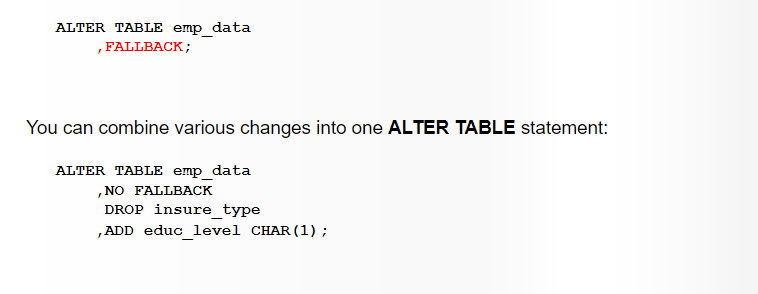 ALTER TABLE emp_data
,FALLBACK;
You can combine various changes into one ALTER TABLE statement:
ALTER TABLE emp_data
,NO FALLBACK
DROP insure_type
,ADD educ_level CHAR(1);